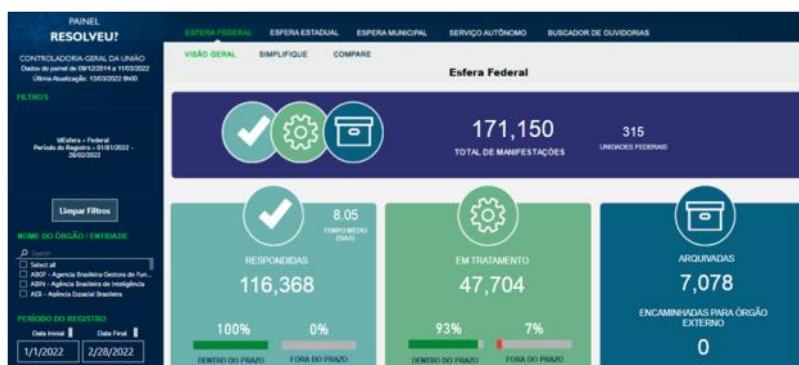 PAINEL
RESOLVEU?
CONTROLADORIA-GERAL DA UNIÃO
Dados do painel de 09/12/2014 a 11/03/2022
Última Atualização: 13/03/2022 9h00
FILTROS
IdEsfera = Federal
Período do Registro = 01/01/2022 -
28/02/2022
Limpar Filtros
NOME DO ÓRGÃO / ENTIDADE
Search
Select all
ABGF - Agencia Brasileira Gestora de Fun...
ABIN - Agência Brasileira de Inteligência
AEB - Agência Espacial Brasileira
PERÍODO DO REGISTRO
Data Inicial Data Final
1/1/2022 2/28/2022
ESFERA FEDERAL ESFERA ESTADUAL ESFERA MUNICIPAL SERVIÇO AUTÔNOMO BUSCADOR DE OUVIDORIAS
VISÃO GERAL SIMPLIFIQUE COMPARE
Esfera Federal
171,150
TOTAL DE MANIFESTAÇÕES
315
UNIDADES FEDERAIS
8.05
TEMPO MÉDIO
(DIAS)
RESPONDIDAS
116,368
100% 0%
DENTRO DO PRAZO FORA DO PRAZO
EM TRATAMENTO
47,704
93% 7%
DENTRO DO PRAZO FORA DO PRAZO
ARQUIVADAS
7,078
ENCAMINHADAS PARA ÓRGÃO
EXTERNO
0